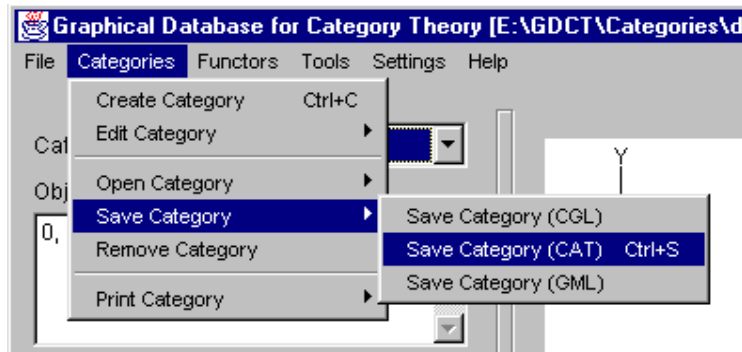 Graphical Database for Category Theory [E:\GDCT\Categories\d
File Categories Functors Tools Settings Help
Create Category Ctrl+C
Edit Category
Cat
Y
Open Category
Obj
Save Category
Save Category (CGL)
0,
Remove Category
Save Category (CAT) Ctrl+S
Save Category (GML)
Print Category